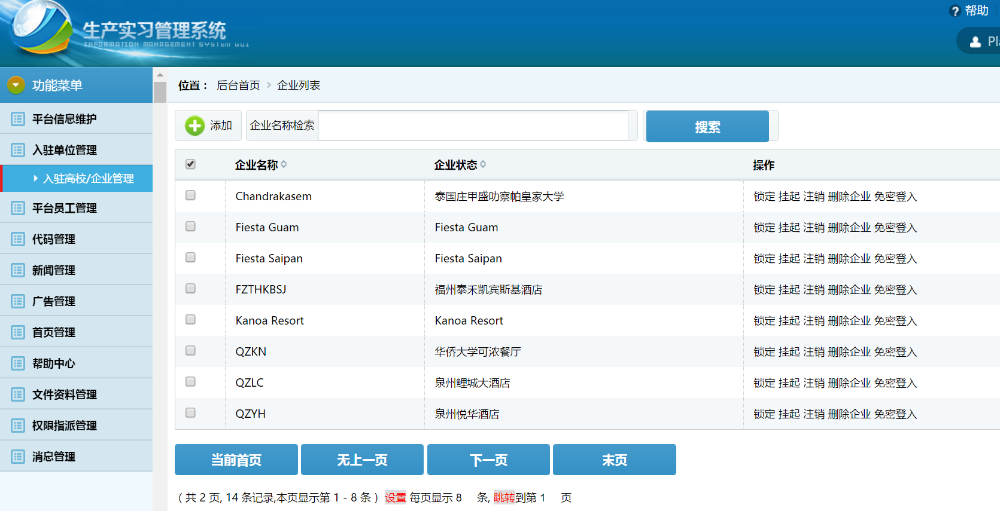 帮助
生产实习管理系统
INFORMATION MANAGEMENT SYSTEM GUI
功能菜单
平台信息维护
入驻单位管理
入驻高校/企业管理
平台员工管理
代码管理
新闻管理
广告管理
首页管理
帮助中心
文件资料管理
权限指派管理
消息管理
位置： 后台首页 企业列表
添加 企业名称检索 搜索
企业名称 企业状态 操作
Chandrakasem 泰国庄甲盛叻察帕皇家大学 锁定 挂起 注销 删除企业 免密登入
Fiesta Guam Fiesta Guam 锁定 挂起 注销 删除企业 免密登入
Fiesta Saipan Fiesta Saipan 锁定 挂起 注销 删除企业 免密登入
FZTHKBSJ 福州泰禾凯宾斯基酒店 锁定 挂起 注销 删除企业 免密登入
Kanoa Resort Kanoa Resort 锁定 挂起 注销 删除企业 免密登入
QZKN 华侨大学可浓餐厅 锁定 挂起 注销 删除企业 免密登入
QZLC 泉州鲤城大酒店 锁定 挂起 注销 删除企业 免密登入
QZYH 泉州悦华酒店 锁定 挂起 注销 删除企业 免密登入
当前首页 无上一页 下一页 末页
( 共 2 页, 14 条记录,本页显示第 1 - 8 条 ) 设置 每页显示 8 条, 跳转到第 1 页